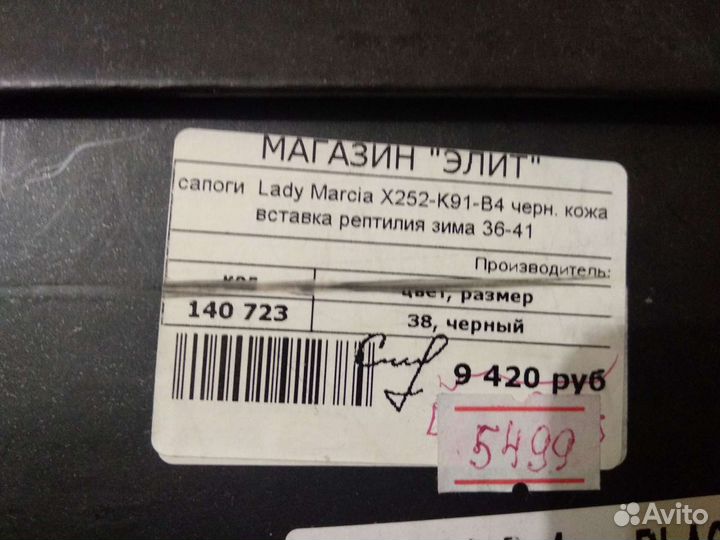 МАГАЗИН "ЭЛИТ"
сапоги Lady Marcia X252-K91-B4 черн. кожа
вставка рептилия зима 36-41
Производитель:
код
цвет, размер
140 723
38, черный
9 420 руб
5499
Avito